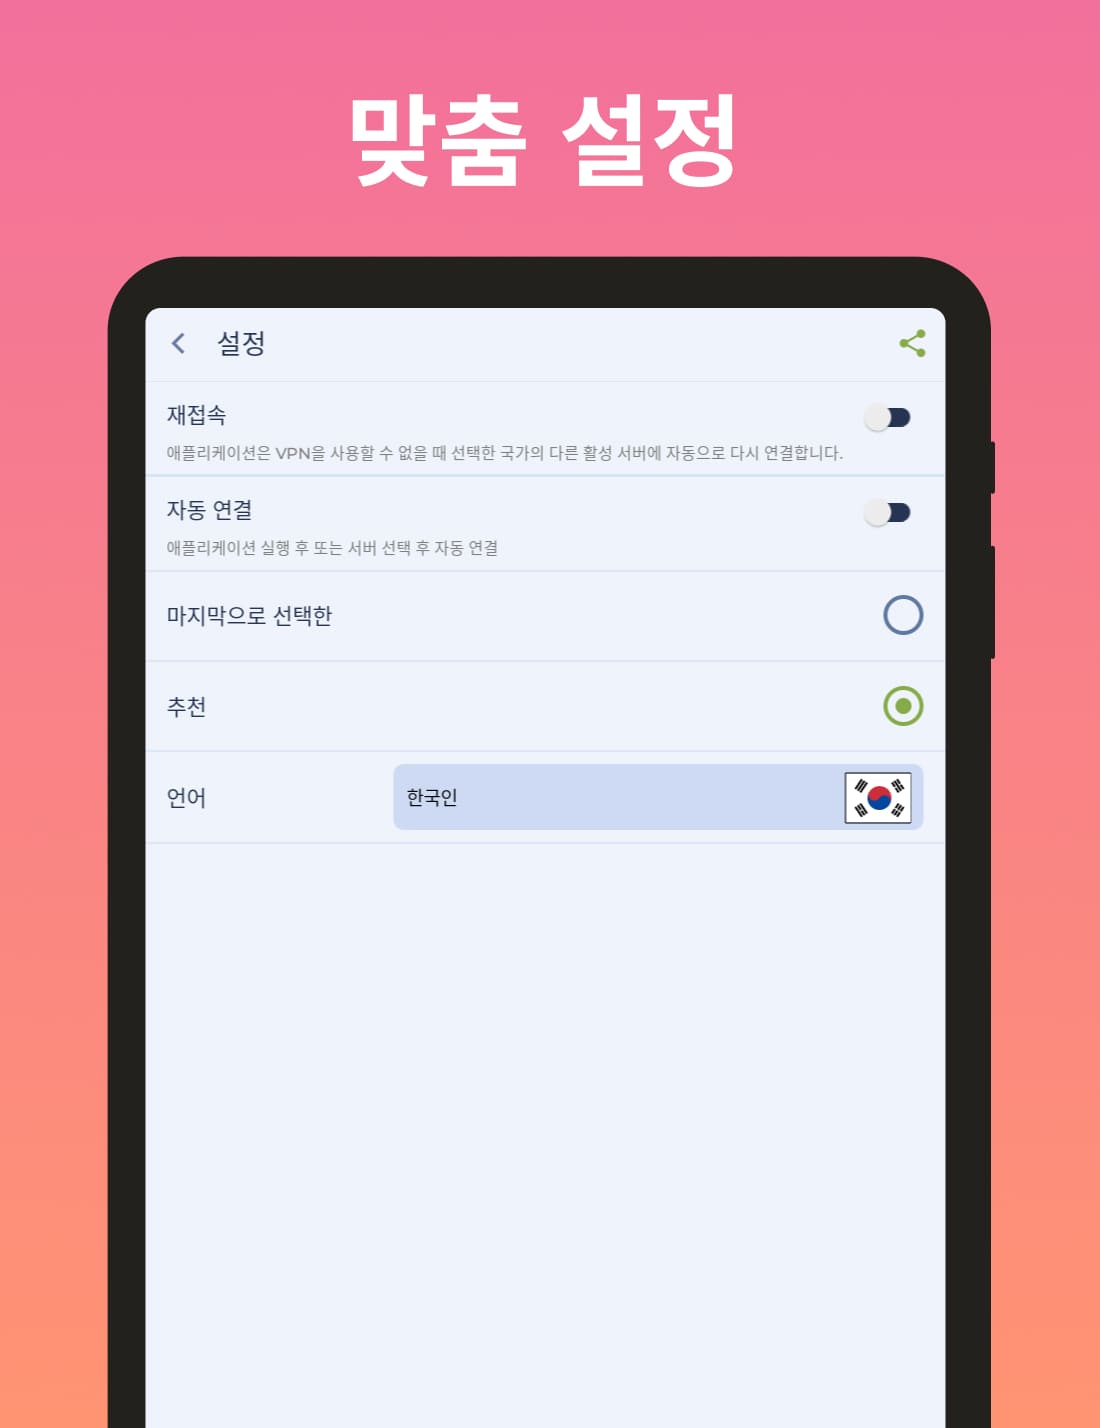 맞춤 설정
설정
재접속
애플리케이션은 VPN을 사용할 수 없을 때 선택한 국가의 다른 활성 서버에 자동으로 다시 연결합니다.
자동 연결
애플리케이션 실행 후 또는 서버 선택 후 자동 연결
마지막으로 선택한
추천
언어
한국인